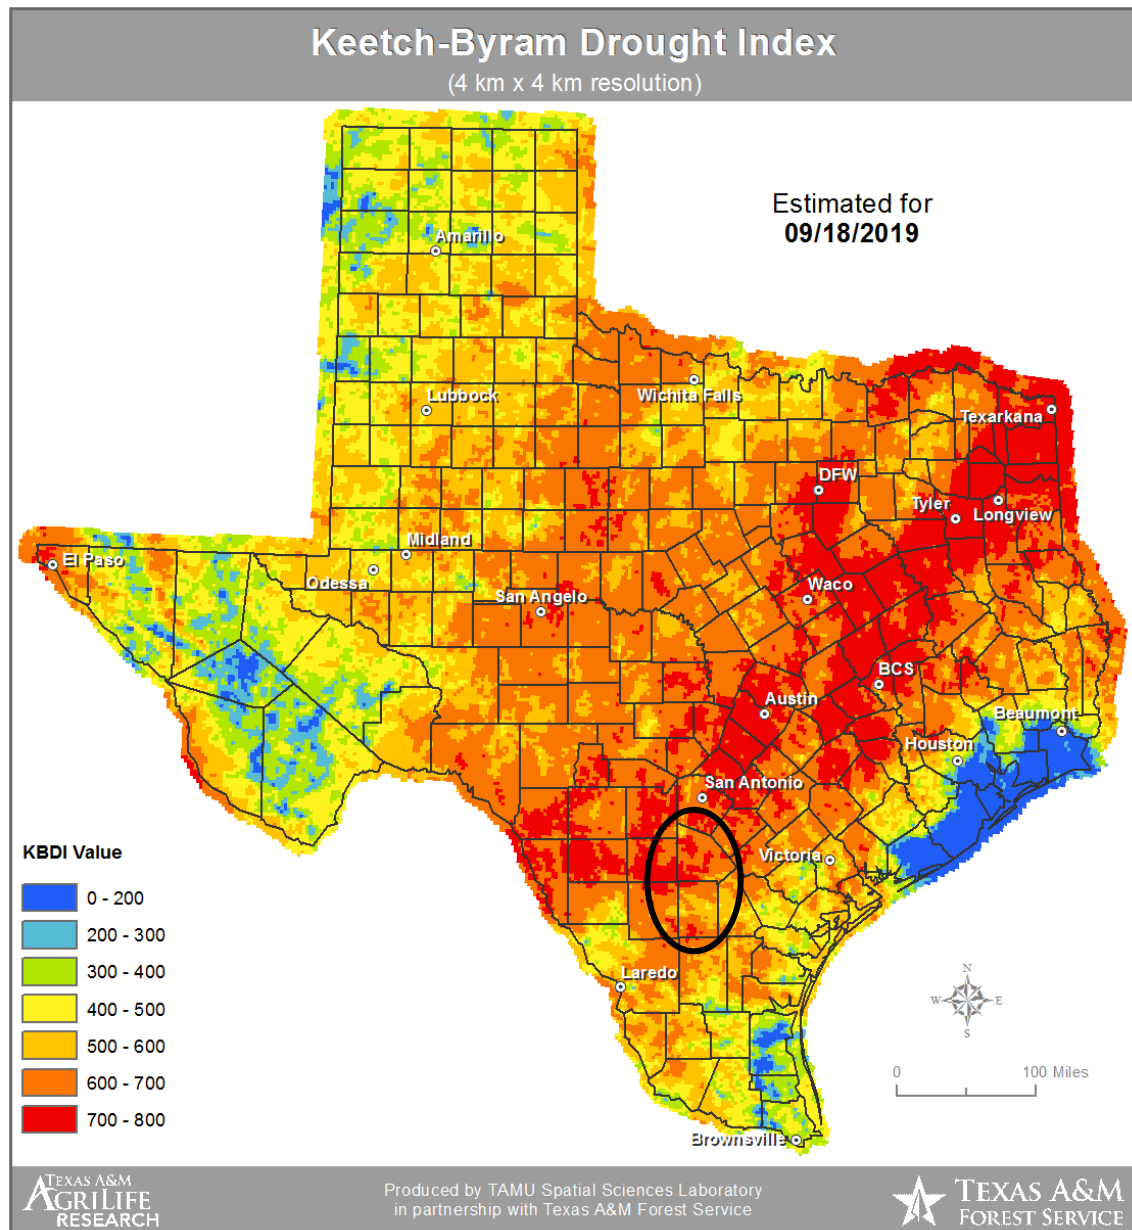 Keetch-Byram Drought Index
(4 km x 4 km resolution)
Estimated for
09/18/2019
Amarillo
Lubbock
Wichita Falls
Texarkana
DFW
Tyler
Longview
Midland
El Paso
Odessa
San Angelo
Waco
BCS
Austin
Beaumont
Houston
San Antonio
Victoria
Laredo
Brownsville
KBDI Value
0 - 200
200 - 300
300 - 400
400 - 500
500 - 600
600 - 700
700 - 800
N
W E
S
0 100 Miles
TEXAS A&M
AGRILIFE
RESEARCH
Produced by TAMU Spatial Sciences Laboratory
in partnership with Texas A&M Forest Service
TEXAS A&M
FOREST SERVICE